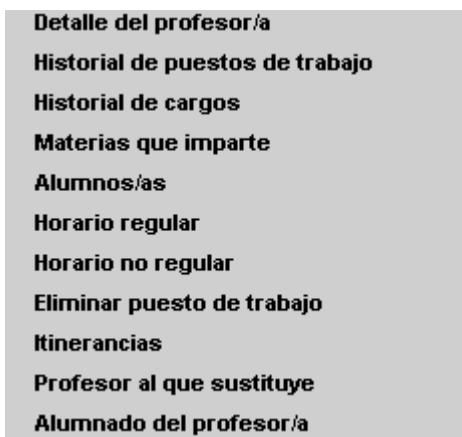 Detalle del profesor/a
Historial de puestos de trabajo
Historial de cargos
Materias que imparte
Alumnos/as
Horario regular
Horario no regular
Eliminar puesto de trabajo
Itinerancias
Profesor al que sustituye
Alumnado del profesor/a